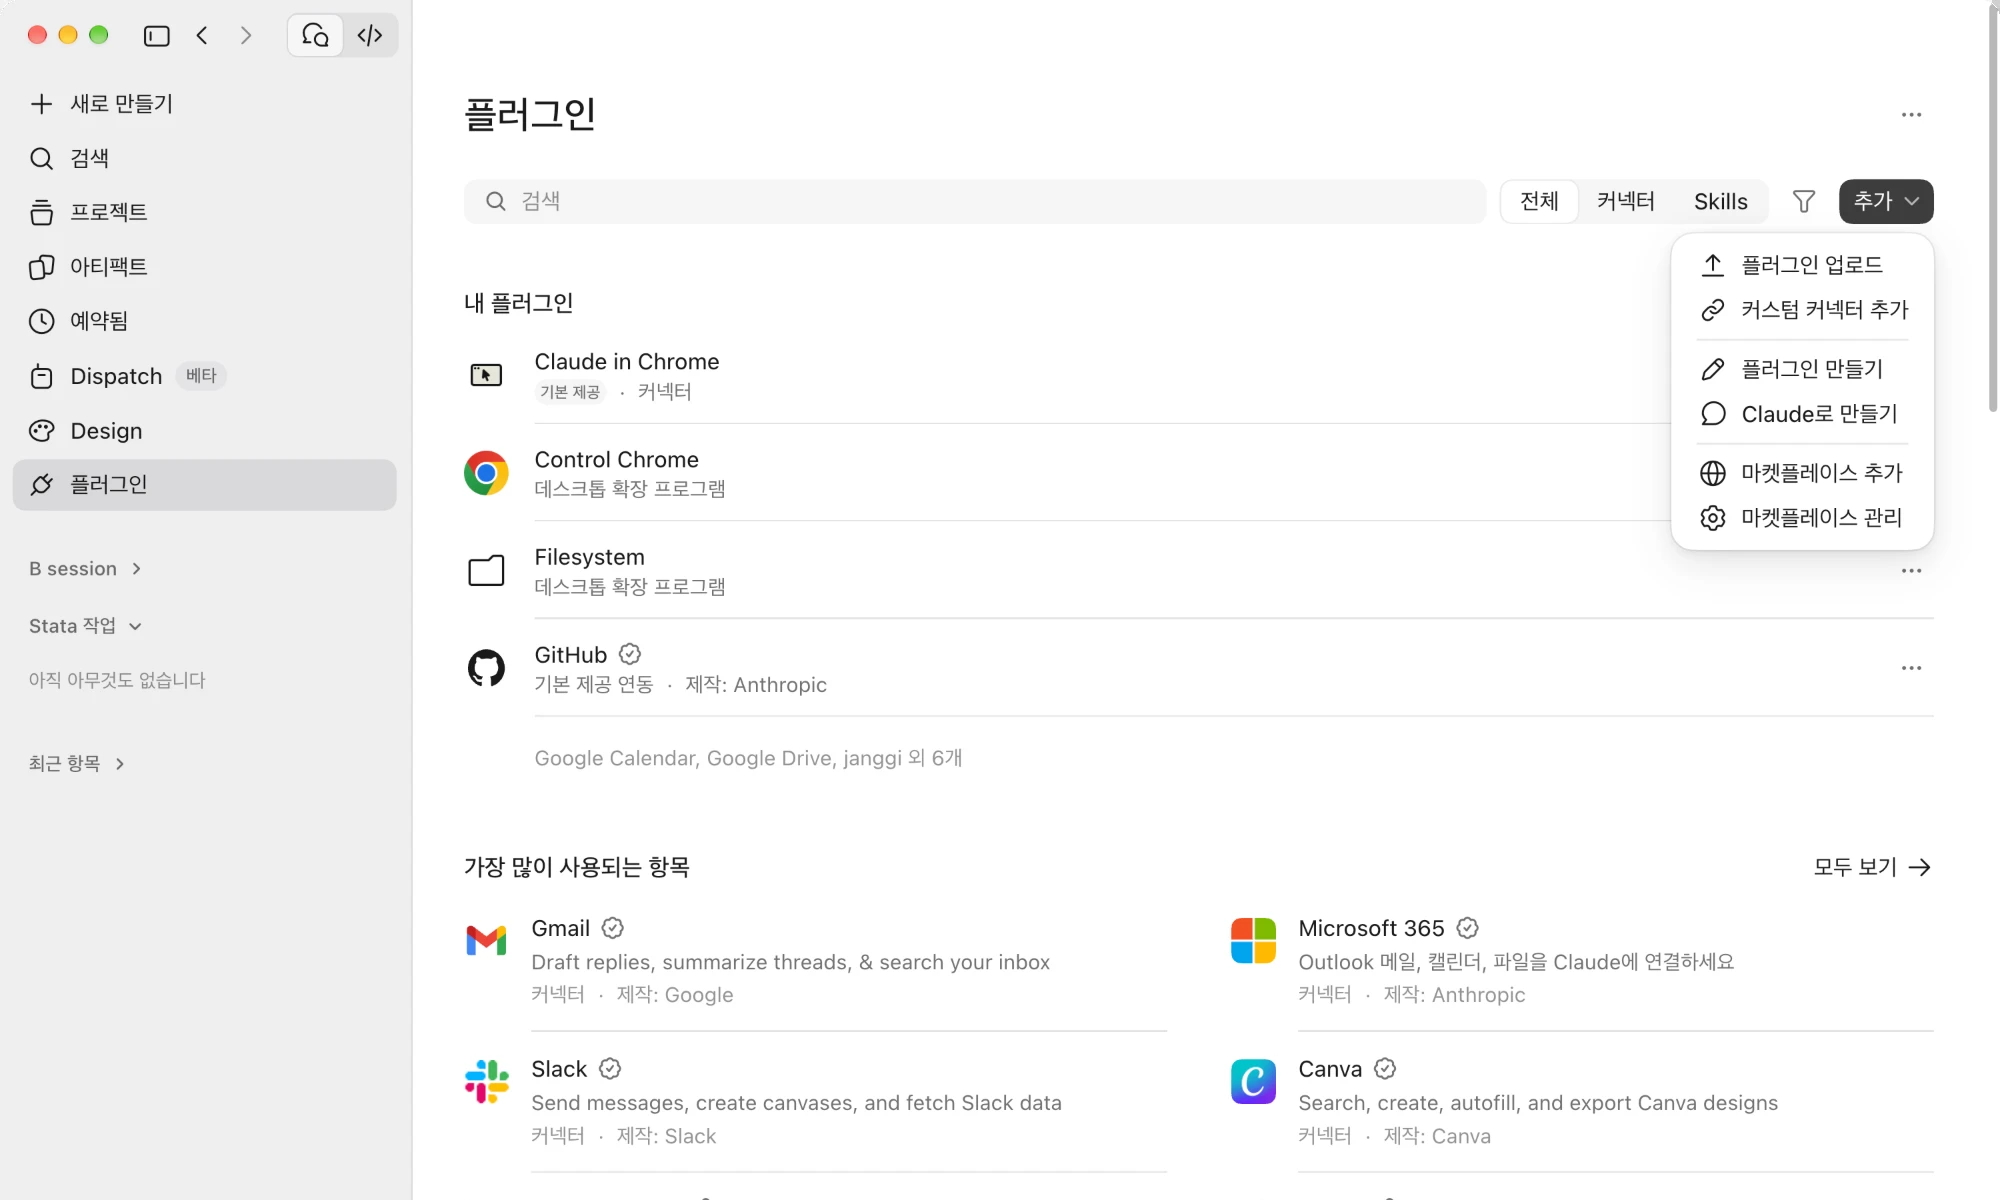 새로 만들기
검색
프로젝트
아티팩트
예약됨
Dispatch 베타
Design
플러그인
B session
Stata 작업
아직 아무것도 없습니다
최근 항목
플러그인
검색
전체 커넥터 Skills 추가
플러그인 업로드
커스텀 커넥터 추가
플러그인 만들기
Claude로 만들기
마켓플레이스 추가
마켓플레이스 관리
내 플러그인
Claude in Chrome
기본 제공 · 커넥터
Control Chrome
데스크톱 확장 프로그램
Filesystem
데스크톱 확장 프로그램
GitHub
기본 제공 연동 · 제작: Anthropic
Google Calendar, Google Drive, janggi 외 6개
가장 많이 사용되는 항목 모두 보기
Gmail
Draft replies, summarize threads, & search your inbox
커넥터 · 제작: Google
Microsoft 365
Outlook 메일, 캘린더, 파일을 Claude에 연결하세요
커넥터 · 제작: Anthropic
Slack
Send messages, create canvases, and fetch Slack data
커넥터 · 제작: Slack
Canva
Search, create, autofill, and export Canva designs
커넥터 · 제작: Canva